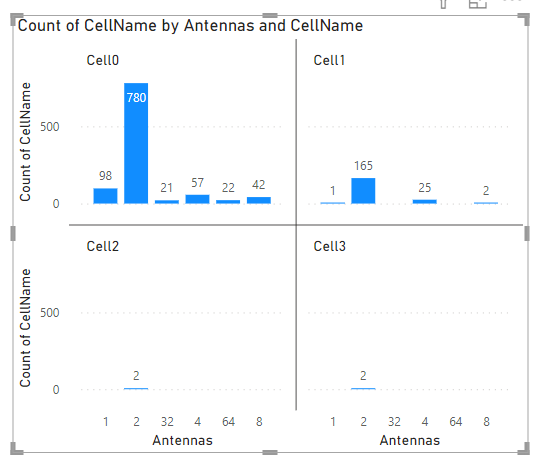 Count of CellName by Antennas and CellName
Cell0
Cell1
Count of CellName
500
0
98
780
21
57
22
42
1
165
25
2
Cell2
Cell3
Count of CellName
500
0
2
2
1 2 32 4 64 8
1 2 32 4 64 8
Antennas
Antennas